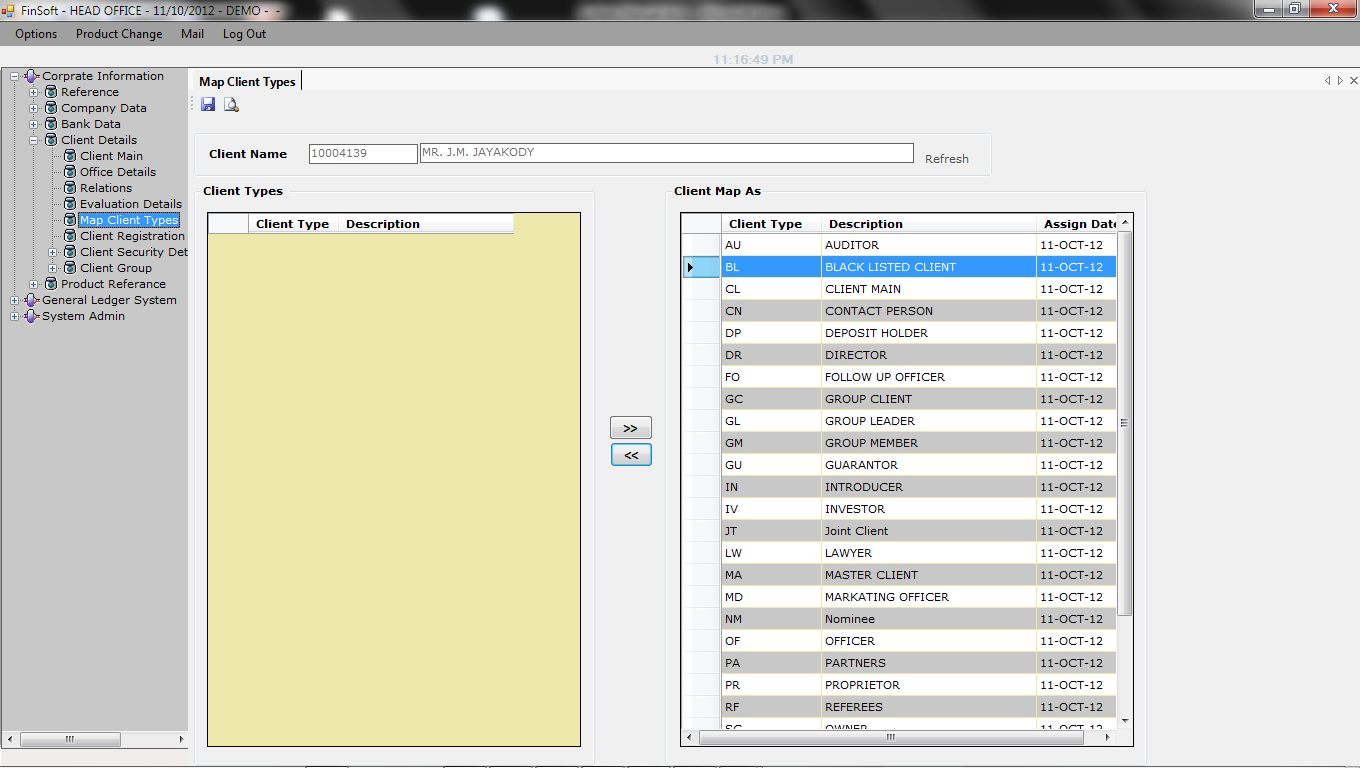 FinSoft - HEAD OFFICE - 11/10/2012 - DEMO - -
Options Product Change Mail Log Out
11:16:49 PM
Corprate Information
Reference
Company Data
Bank Data
Client Details
Client Main
Office Details
Relations
Evaluation Details
Map Client Types
Client Registration
Client Security Det
Client Group
Product Referance
General Ledger System
System Admin
Map Client Types
Client Name 10004139 MR. J.M. JAYAKODY Refresh
Client Types
Client Type Description
>>
<<
Client Map As
Client Type Description Assign Date
AU AUDITOR 11-OCT-12
BL BLACK LISTED CLIENT 11-OCT-12
CL CLIENT MAIN 11-OCT-12
CN CONTACT PERSON 11-OCT-12
DP DEPOSIT HOLDER 11-OCT-12
DR DIRECTOR 11-OCT-12
FO FOLLOW UP OFFICER 11-OCT-12
GC GROUP CLIENT 11-OCT-12
GL GROUP LEADER 11-OCT-12
GM GROUP MEMBER 11-OCT-12
GU GUARANTOR 11-OCT-12
IN INTRODUCER 11-OCT-12
IV INVESTOR 11-OCT-12
JT Joint Client 11-OCT-12
LW LAWYER 11-OCT-12
MA MASTER CLIENT 11-OCT-12
MD MARKATING OFFICER 11-OCT-12
NM Nominee 11-OCT-12
OF OFFICER 11-OCT-12
PA PARTNERS 11-OCT-12
PR PROPRIETOR 11-OCT-12
RF REFEREES 11-OCT-12
OWNER 11-OCT-12